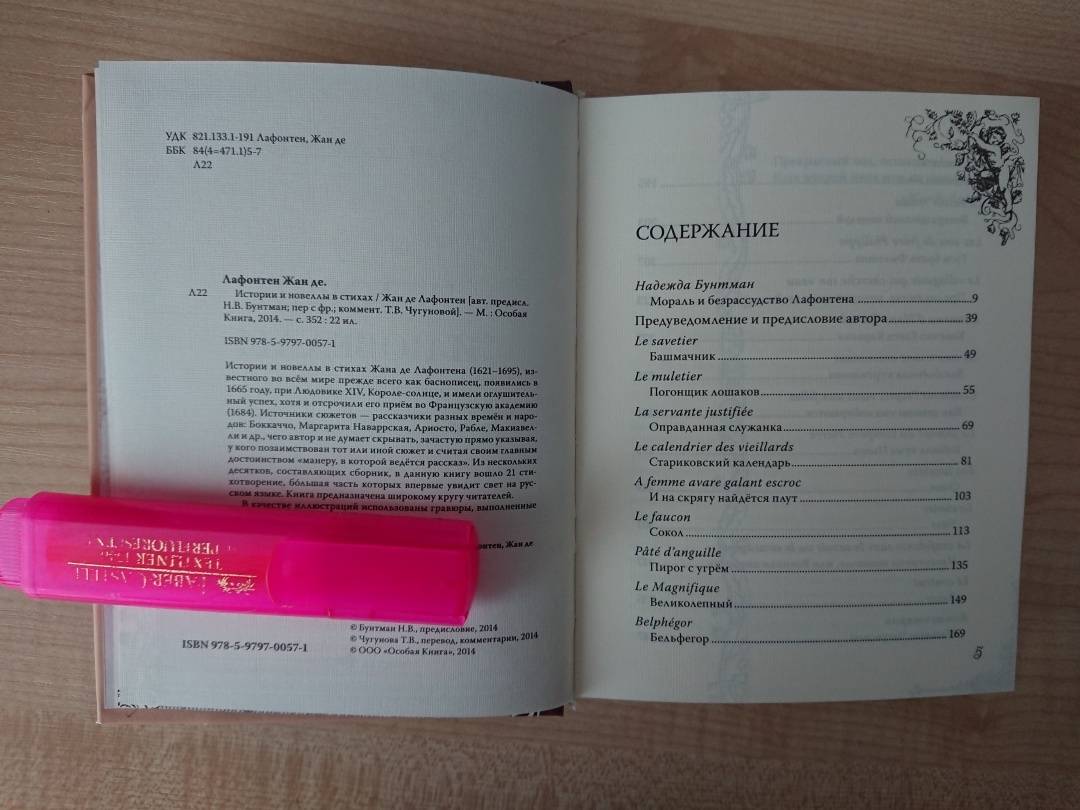 УДК 821.133.1-191 Лафонтен, Жан де
ББК 84(4=471.1)5-7
Л22
Лафонтен Жан де.
Л22 Истории и новеллы в стихах / Жан де Лафонтен [авт. предисл.
Н.В. Бунтман; пер с фр.; коммент. Т.В. Чугуновой]. — М. : Особая
Книга, 2014. — с. 352 : 22 ил.
ISBN 978-5-9797-0057-1
Истории в стихах Жана де Лафонтена (1621–1695), из-
вестного во всём мире прежде всего как баснописец, появились в
1665 году, при Людовике XIV, Короле-солнце, и имели оглушитель-
ный успех, хотя и отсрочили его приём во Французскую академию
(1684). Источники сюжетов — рассказчики разных времён и наро-
дов: Боккаччо, Маргарита Наваррская, Ариосто, Рабле, Макиавел-
ли и др., чего автор и не думает скрывать, зачастую прямо указывая,
у кого позаимствован тот или иной сюжет и считая своим главным
достоинством «манеру, в которой ведётся рассказ». Из нескольких
десятков, составляющих сборник, в данную книгу вошло 21 сти-
хотворение, бóльшая часть которых впервые увидит свет на рус-
ском языке. Книга предназначена широкому кругу читателей.
В качестве иллюстраций использованы гравюры, выполненные
Лафонтен, Жан де
FABER-CASTELL
TEXTLINER
SUPERFLUORESCENT
© Бунтман Н.В., предисловие, 2014
© Чугунова Т.В., перевод, комментарии, 2014
© ООО «Особая Книга», 2014
ISBN 978-5-9797-0057-1
СОДЕРЖАНИЕ
Надежда Бунтман
Мораль и безрассудство Лафонтена 9
Предуведомление и предисловие автора 39
Le savetier
Башмачник 49
Le muletier
Погонщик лошаков 55
La servante justifiée
Оправданная служанка 69
Le calendrier des vieillards
Стариковский календарь 81
A femme avare galant escroc
И на скрягу найдётся плут 103
Le faucon
Сокол 113
Pâté d'anguille
Пирог с угрём 135
Le Magnifique
Великолепный 149
Belphégor
Бельфегор 169
5